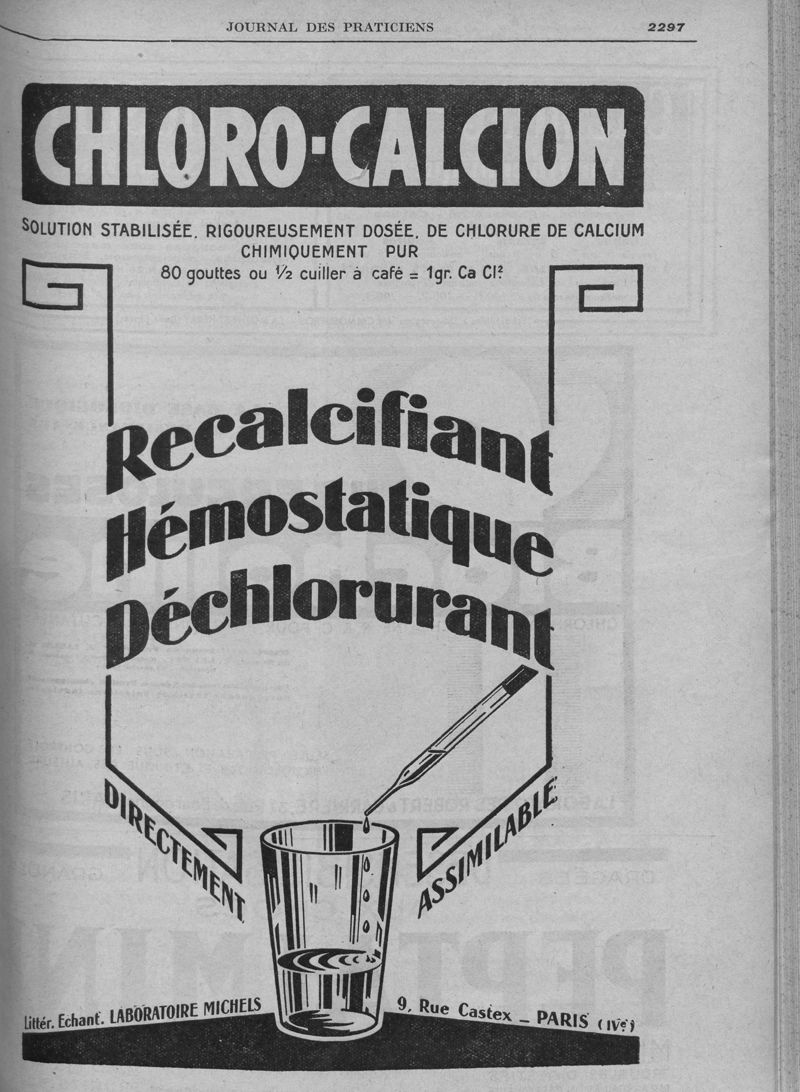 JOURNAL DES PRATICIENS 2297
CHLORO-CALCION
SOLUTION STABILISÉE, RIGOUREUSEMENT DOSÉE, DE CHLORURE DE CALCIUM
CHIMIQUEMENT PUR
80 gouttes ou ½ cuiller à café = 1gr. Ca Cl²
Recalcifiant
Hémostatique
Déchlorurant
DIRECTEMENT
ASSIMILABLE
Littér. Echant. LABORATOIRE MICHELS
9, Rue Castex _ PARIS (IVe)